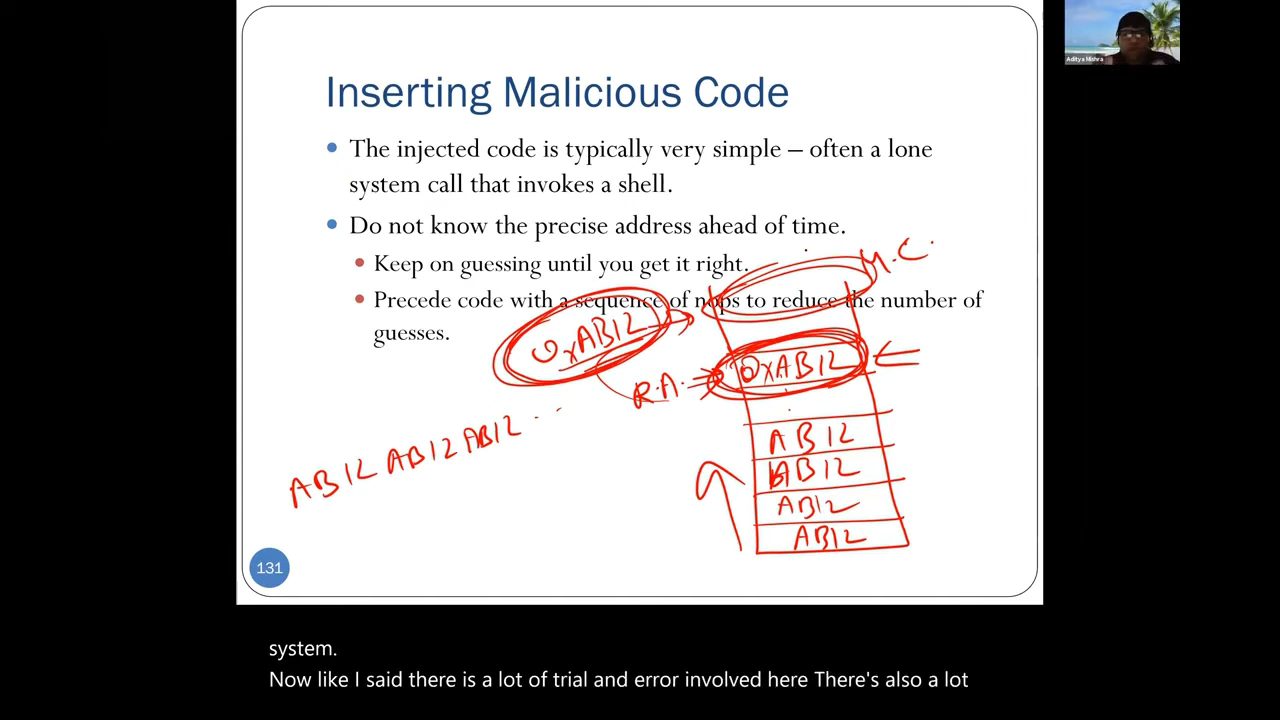 Aditya Mishra
Inserting Malicious Code
• The injected code is typically very simple – often a lone
system call that invokes a shell.
• Do not know the precise address ahead of time.
• Keep on guessing until you get it right.
• Precede code with a sequence of nops to reduce the number of
guesses.
M.C.
0xAB12
R.A.
0xAB12
AB12 AB12 AB12 ...
AB12
AB12
AB12
AB12
131
system.
Now like I said there is a lot of trial and error involved here There's also a lot